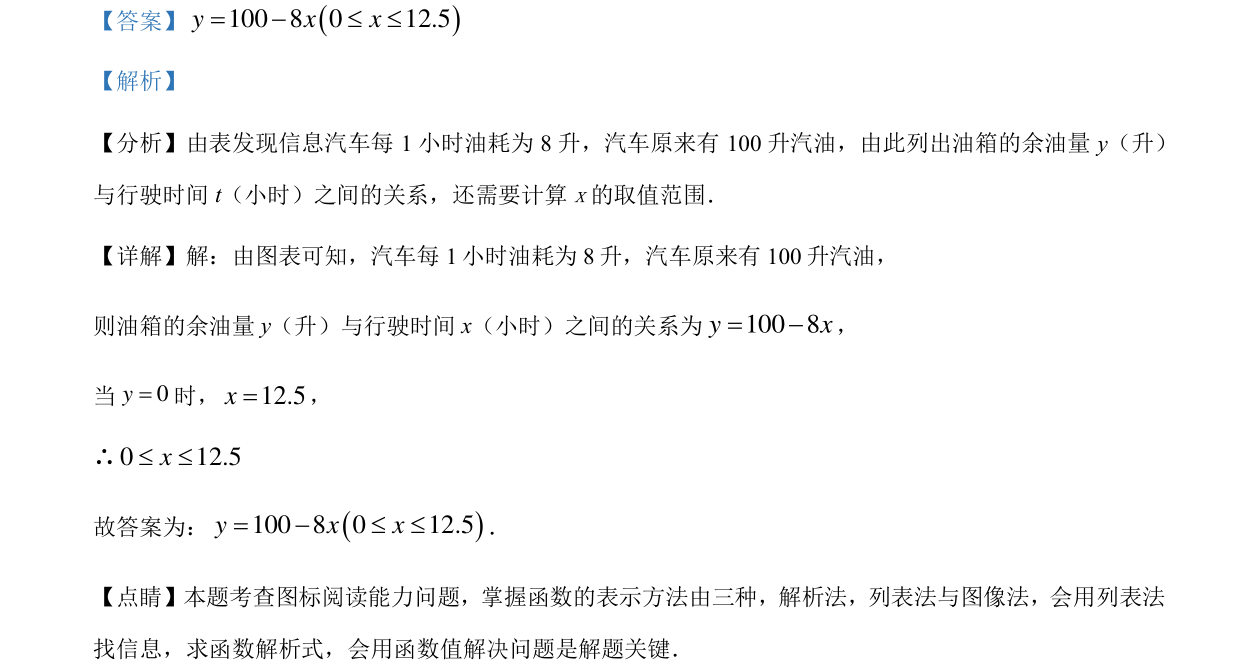 【答案】y=100-8x(0≤x≤12.5)
【解析】
【分析】由表发现信息汽车每 1 小时油耗为 8 升，汽车原来有 100 升汽油，由此列出油箱的余油量 y（升）
与行驶时间 t（小时）之间的关系，还需要计算 x 的取值范围．
【详解】解：由图表可知，汽车每 1 小时油耗为 8 升，汽车原来有 100 升汽油，
则油箱的余油量 y（升）与行驶时间 x（小时）之间的关系为 y=100-8x，
当 y=0 时，x=12.5，
∴0≤x≤12.5
故答案为：y=100-8x(0≤x≤12.5)．
【点睛】本题考查图标阅读能力问题，掌握函数的表示方法由三种，解析法，列表法与图像法，会用列表法
找信息，求函数解析式，会用函数值解决问题是解题关键．